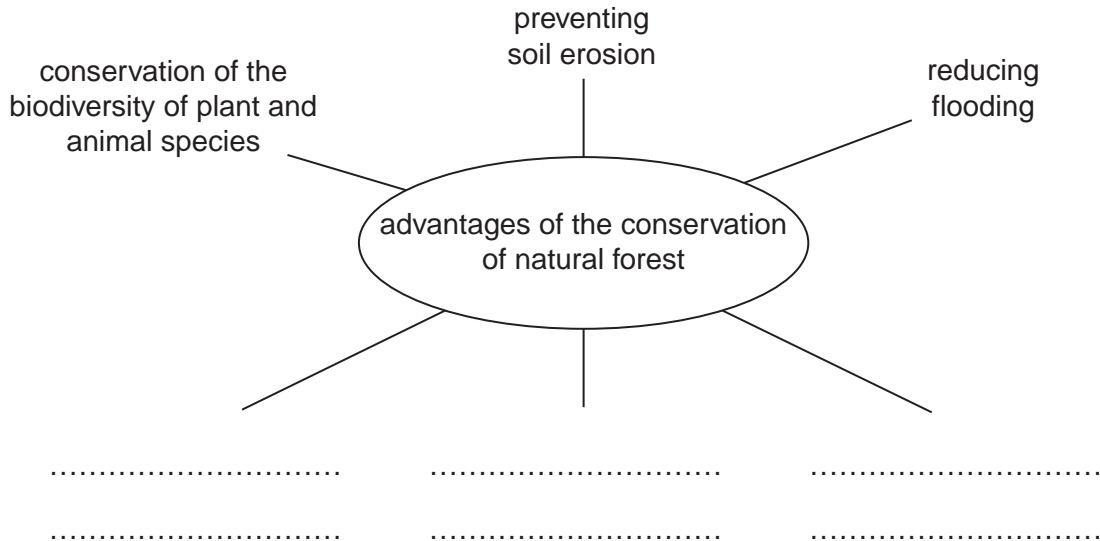 preventing
soil erosion
conservation of the
biodiversity of plant and
animal species
reducing
flooding
advantages of the conservation
of natural forest
.............................. .............................. ..............................
.............................. .............................. ..............................